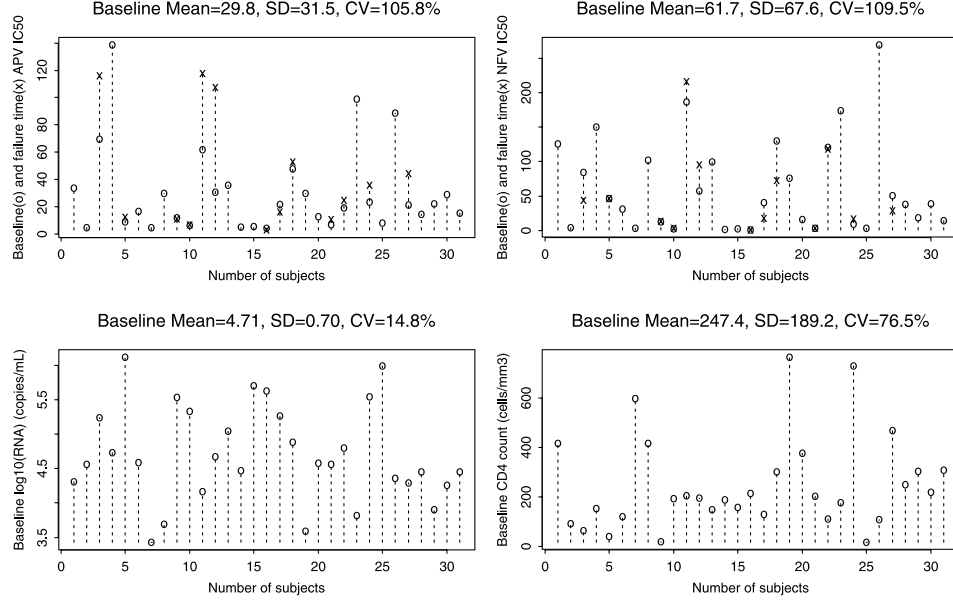 Baseline Mean=29.8, SD=31.5, CV=105.8%
Baseline(o) and failure time(x) APV IC50
0 20 40 60 80 120
0 5 10 15 20 25 30
Number of subjects
Baseline Mean=61.7, SD=67.6, CV=109.5%
Baseline(o) and failure time(x) NFV IC50
0 50 100 200
0 5 10 15 20 25 30
Number of subjects
Baseline Mean=4.71, SD=0.70, CV=14.8%
Baseline log10(RNA) (copies/mL)
3.5 4.5 5.5
0 5 10 15 20 25 30
Number of subjects
Baseline Mean=247.4, SD=189.2, CV=76.5%
Baseline CD4 count (cells/mm3)
0 200 400 600
0 5 10 15 20 25 30
Number of subjects